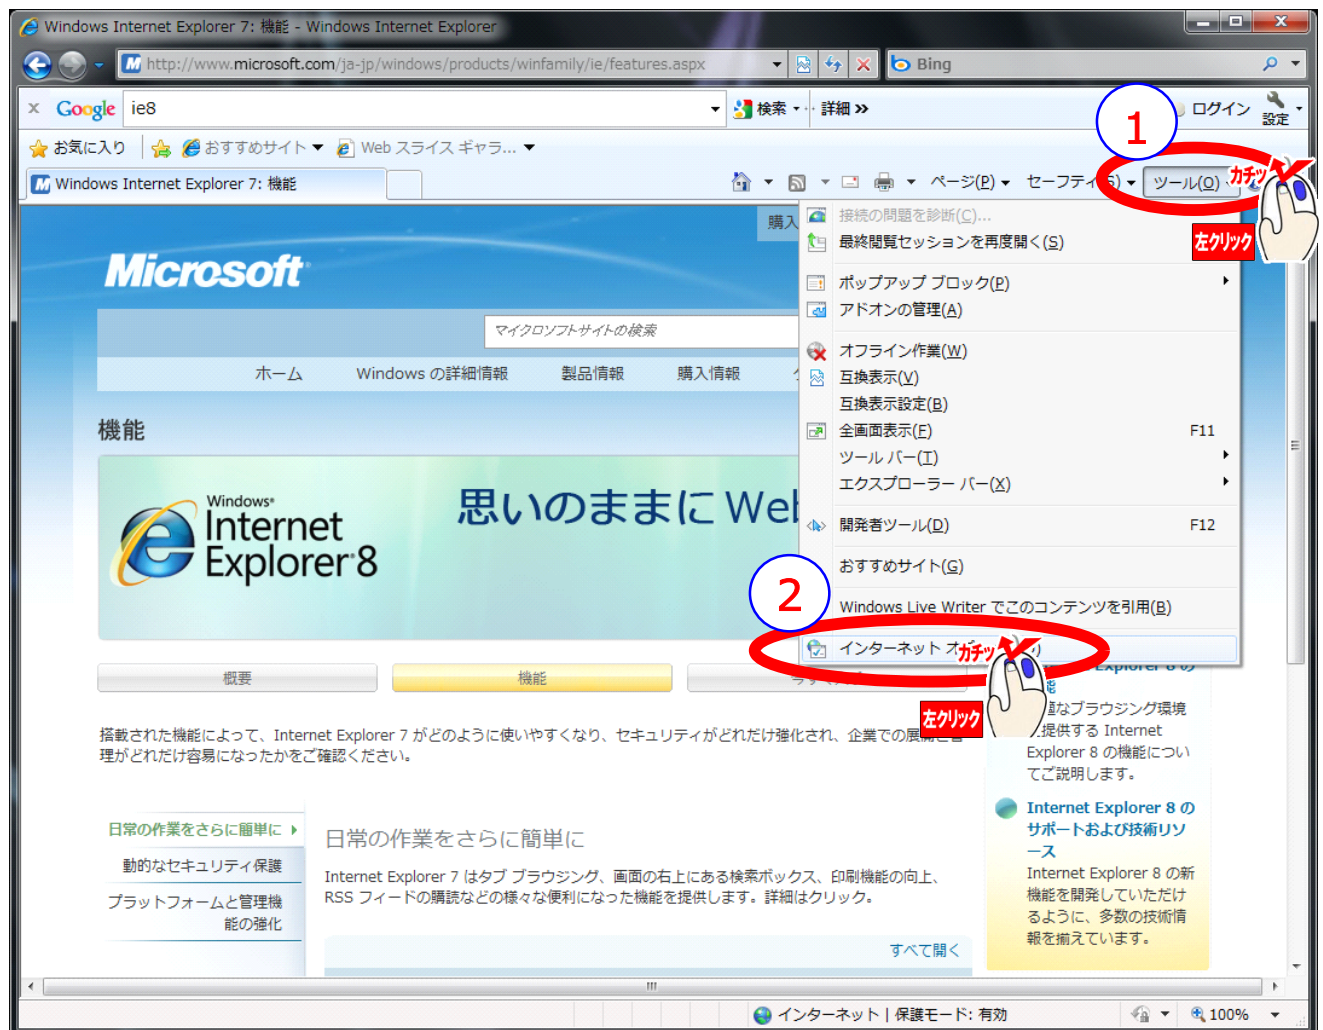 Windows Internet Explorer 7: 機能 - Windows Internet Explorer
http://www.microsoft.com/ja-jp/windows/products/winfamily/ie/features.aspx
Bing
Google ie8 検索 詳細 ログイン 設定
お気に入り おすすめサイト Web スライス ギャラ...
Windows Internet Explorer 7: 機能
ページ(P) セーフティ(S) ツール(O)
1
カチッ
左クリック
接続の問題を診断(C)...
最終閲覧セッションを再度開く(S)
ポップアップ ブロック(P)
アドオンの管理(A)
オフライン作業(W)
互換表示(V)
互換表示設定(B)
全画面表示(F) F11
ツール バー(T)
エクスプローラー バー(X)
開発者ツール(D) F12
おすすめサイト(G)
Windows Live Writer でこのコンテンツを引用(B)
インターネット オ
2
カチッ
左クリック
購入
Microsoft
マイクロソフトサイトの検索
ホーム Windows の詳細情報 製品情報 購入情報
機能
Windows
Internet
Explorer 8
思いのままに We
概要 機能
搭載された機能によって、Internet Explorer 7 がどのように使いやすくなり、セキュリティがどれだけ強化され、企業での展開と管
理がどれだけ容易になったかをご確認ください。
日常の作業をさらに簡単に
動的なセキュリティ保護
プラットフォームと管理機
能の強化
日常の作業をさらに簡単に
Internet Explorer 7 はタブ ブラウジング、画面の右上にある検索ボックス、印刷機能の向上、
RSS フィードの購読などの様々な便利になった機能を提供します。詳細はクリック。
すべて開く
Explorer 8 の
能
適なブラウジング環境
提供する Internet
Explorer 8 の機能につい
てご説明します。
Internet Explorer 8 の
サポートおよび技術リソ
ース
Internet Explorer 8 の新
機能を開発していただけ
るように、多数の技術情
報を揃えています。
インターネット | 保護モード: 有効
100%